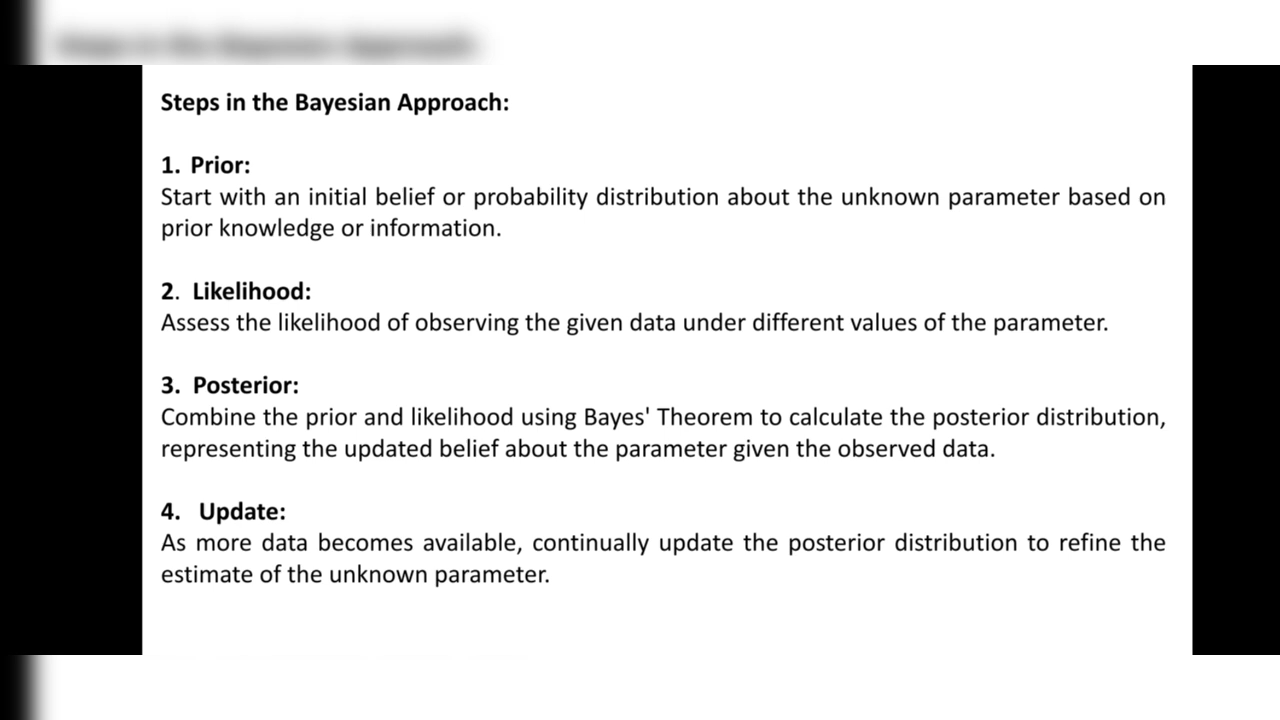 Steps in the Bayesian Approach:
1. Prior:
Start with an initial belief or probability distribution about the unknown parameter based on
prior knowledge or information.
2. Likelihood:
Assess the likelihood of observing the given data under different values of the parameter.
3. Posterior:
Combine the prior and likelihood using Bayes' Theorem to calculate the posterior distribution,
representing the updated belief about the parameter given the observed data.
4. Update:
As more data becomes available, continually update the posterior distribution to refine the
estimate of the unknown parameter.